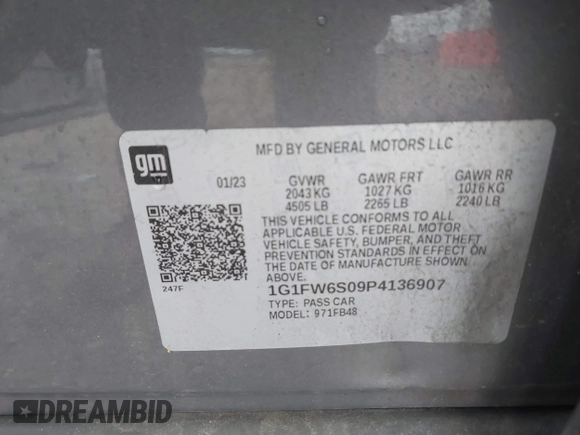 MFD BY GENERAL MOTORS LLC
gm
01/23
GVWR GAWR FRT GAWR RR
2043 KG 1027 KG 1016 KG
4505 LB 2265 LB 2240 LB
THIS VEHICLE CONFORMS TO ALL
APPLICABLE U.S. FEDERAL MOTOR
VEHICLE SAFETY, BUMPER, AND THEFT
PREVENTION STANDARDS IN EFFECT ON
THE DATE OF MANUFACTURE SHOWN
ABOVE.
247F
1G1FW6S09P4136907
TYPE: PASS CAR
MODEL: 971FB48
DREAMBID